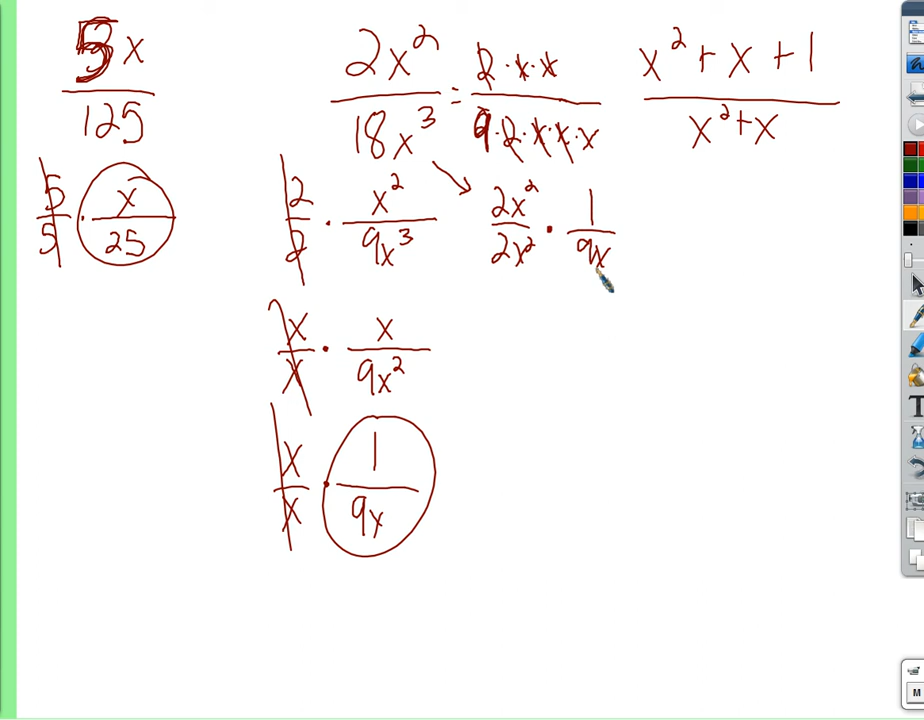 5x/125
5/5 · x/25
2x²/18x³ = 2·x·x/9·2·x·x·x
2/2 · x²/9x³
x/x · x/9x²
x/x · 1/9x
2x²/2x² · 1/9x
x² + x + 1/x² + x
T
M